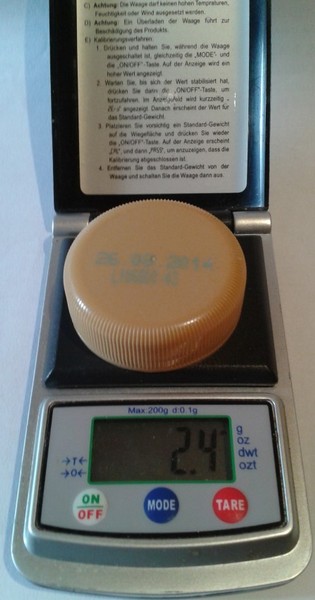 C) Achtung: Die Waage darf keinen hohen Temperaturen,
Feuchtigkeit oder Wind ausgesetzt werden.
D) Achtung: Ein Überladen der Waage führt zur
Beschädigung des Produkts.
E) Kalibrierungsverfahren:
1. Drücken und halten Sie, während die Waage
ausgeschaltet ist, gleichzeitig die „MODE"- und
die „ON/OFF"-Taste. Auf der Anzeige wird ein
hoher Wert angezeigt.
2. Warten Sie, bis sich der Wert stabilisiert hat,
drücken Sie dann die „ON/OFF"-Taste, um
fortzufahren. Im Anzeigefeld wird kurzzeitig
angezeigt. Danach erscheint der Wert für
das Standard-Gewicht.
3. Platzieren Sie vorsichtig ein Standard-Gewicht
auf die Wiegefläche und drücken Sie wieder
die „ON/OFF"-Taste. Auf der Anzeige erscheint
und dann um anzuzeigen, dass die
Kalibrierung abgeschlossen ist.
4. Entfernen Sie das Standard-Gewicht von der
Waage und schalten Sie die Waage dann aus.
2014
Max:200g d:0.1g
2.4
g
oz
dwt
ozt
→T←
→0←
ON
OFF
MODE
TARE